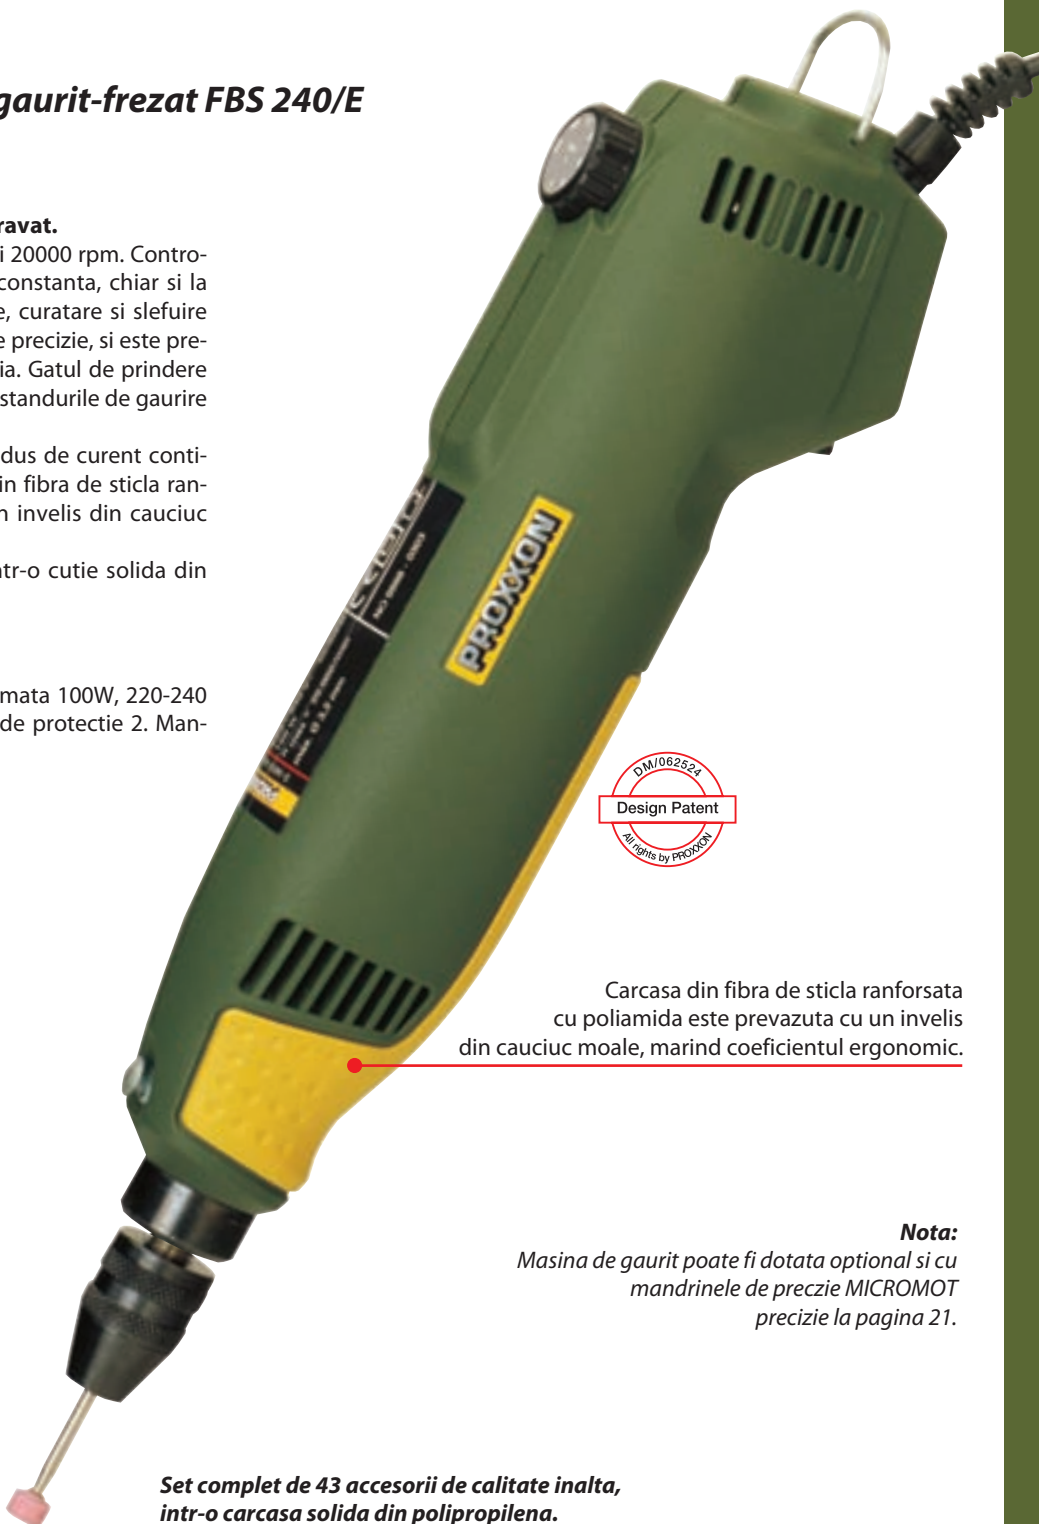 gaurit-frezat FBS 240/E
ravat.
i 20000 rpm. Contro-
constanta, chiar si la
e, curatare si slefuire
e precizie, si este pre-
ia. Gatul de prindere
standurile de gaurire
dus de curent conti-
in fibra de sticla ran-
n invelis din cauciuc
ntr-o cutie solida din
mata 100W, 220-240
de protectie 2. Man-
PROXXON
DM/062524
Design Patent
All rights by PROXXON
Carcasa din fibra de sticla ranforsata
cu poliamida este prevazuta cu un invelis
din cauciuc moale, marind coeficientul ergonomic.
Nota:
Masina de gaurit poate fi dotata optional si cu
mandrinele de preczie MICROMOT
precizie la pagina 21.
Set complet de 43 accesorii de calitate inalta,
intr-o carcasa solida din polipropilena.